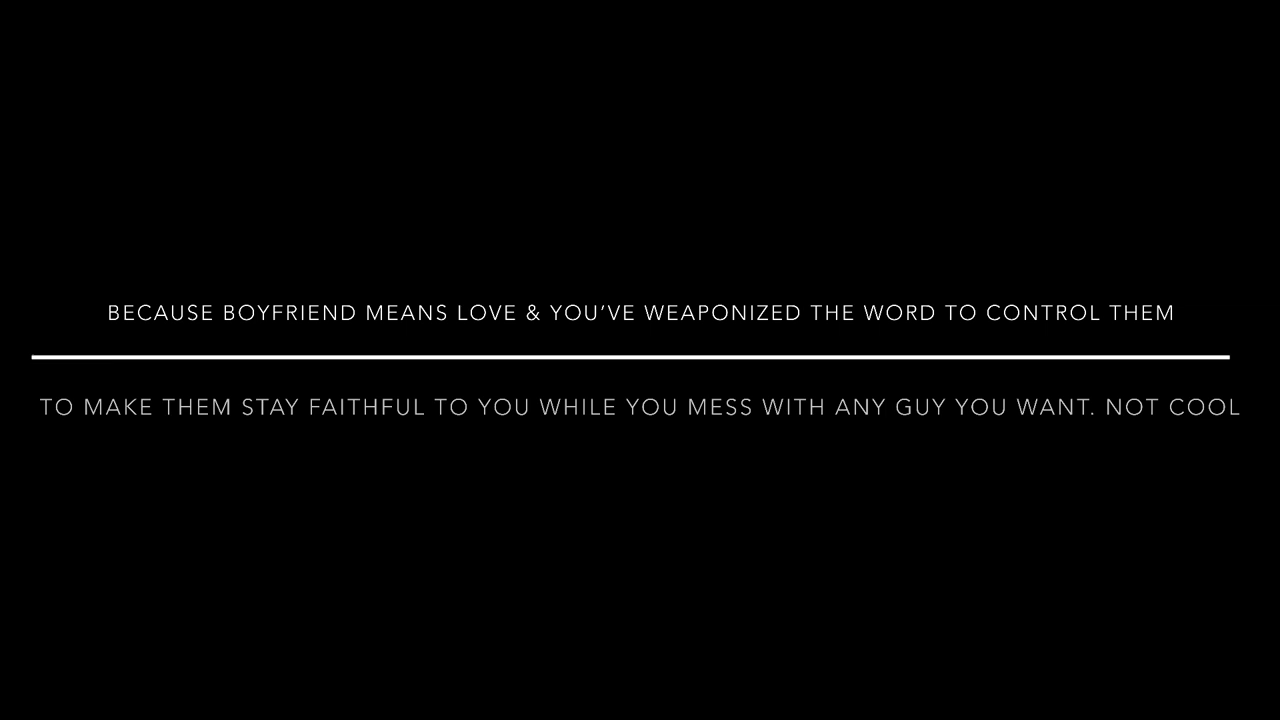 BECAUSE BOYFRIEND MEANS LOVE & YOU’VE WEAPONIZED THE WORD TO CONTROL THEM
TO MAKE THEM STAY FAITHFUL TO YOU WHILE YOU MESS WITH ANY GUY YOU WANT. NOT COOL